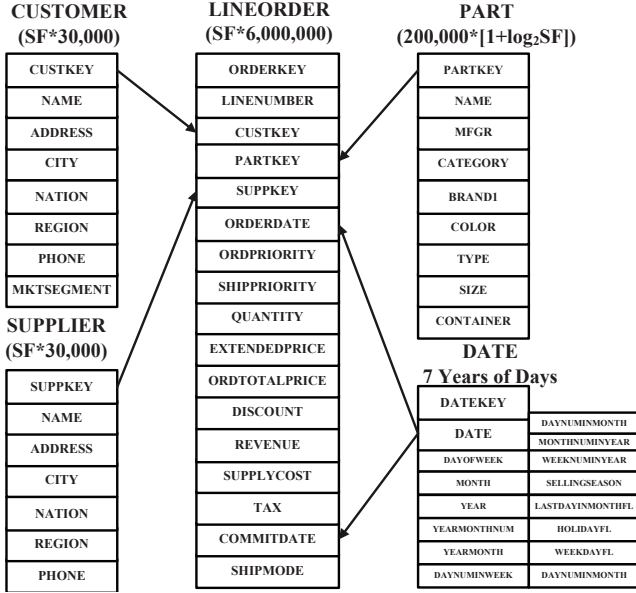 CUSTOMER
(SF*30,000)
CUSTKEY
NAME
ADDRESS
CITY
NATION
REGION
PHONE
MKTSEGMENT
SUPPLIER
(SF*30,000)
SUPPKEY
NAME
ADDRESS
CITY
NATION
REGION
PHONE
LINEORDER
(SF*6,000,000)
ORDERKEY
LINENUMBER
CUSTKEY
PARTKEY
SUPPKEY
ORDERDATE
ORDPRIORITY
SHIPPRIORITY
QUANTITY
EXTENDEDPRICE
ORDTOTALPRICE
DISCOUNT
REVENUE
SUPPLYCOST
TAX
COMMITDATE
SHIPMODE
PART
(200,000*[1+log₂SF])
PARTKEY
NAME
MFGR
CATEGORY
BRAND1
COLOR
TYPE
SIZE
CONTAINER
DATE
7 Years of Days
DATEKEY
DATE
DAYOFWEEK
MONTH
YEAR
YEARMONTHNUM
YEARMONTH
DAYNUMINWEEK
DAYNUMINMONTH
MONTHNUMINYEAR
WEEKNUMINYEAR
SELLINGSEASON
LASTDAYINMONTHFL
HOLIDAYFL
WEEKDAYFL
DAYNUMINMONTH